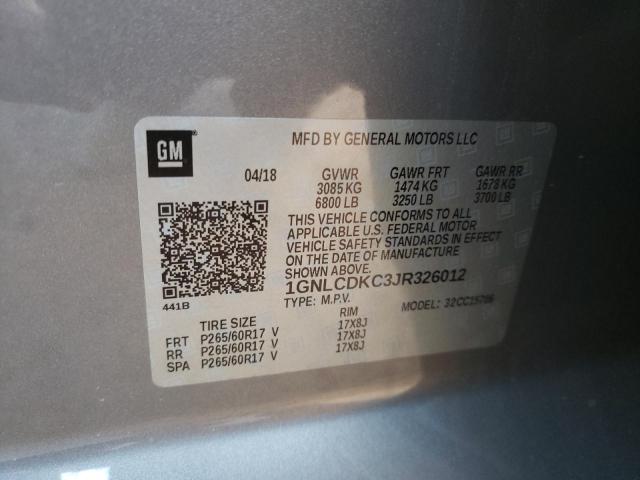 GM
MFD BY GENERAL MOTORS LLC
04/18 GVWR GAWR FRT GAWR RR
3085 KG 1474 KG 1678 KG
6800 LB 3250 LB 3700 LB
THIS VEHICLE CONFORMS TO ALL
APPLICABLE U.S. FEDERAL MOTOR
VEHICLE SAFETY STANDARDS IN EFFECT
ON THE DATE OF MANUFACTURE
SHOWN ABOVE.
1GNLCDKC3JR326012
441B TYPE: M.P.V. MODEL: 32CC15706
TIRE SIZE RIM
FRT P265/60R17 V 17X8J
RR P265/60R17 V 17X8J
SPA P265/60R17 V 17X8J